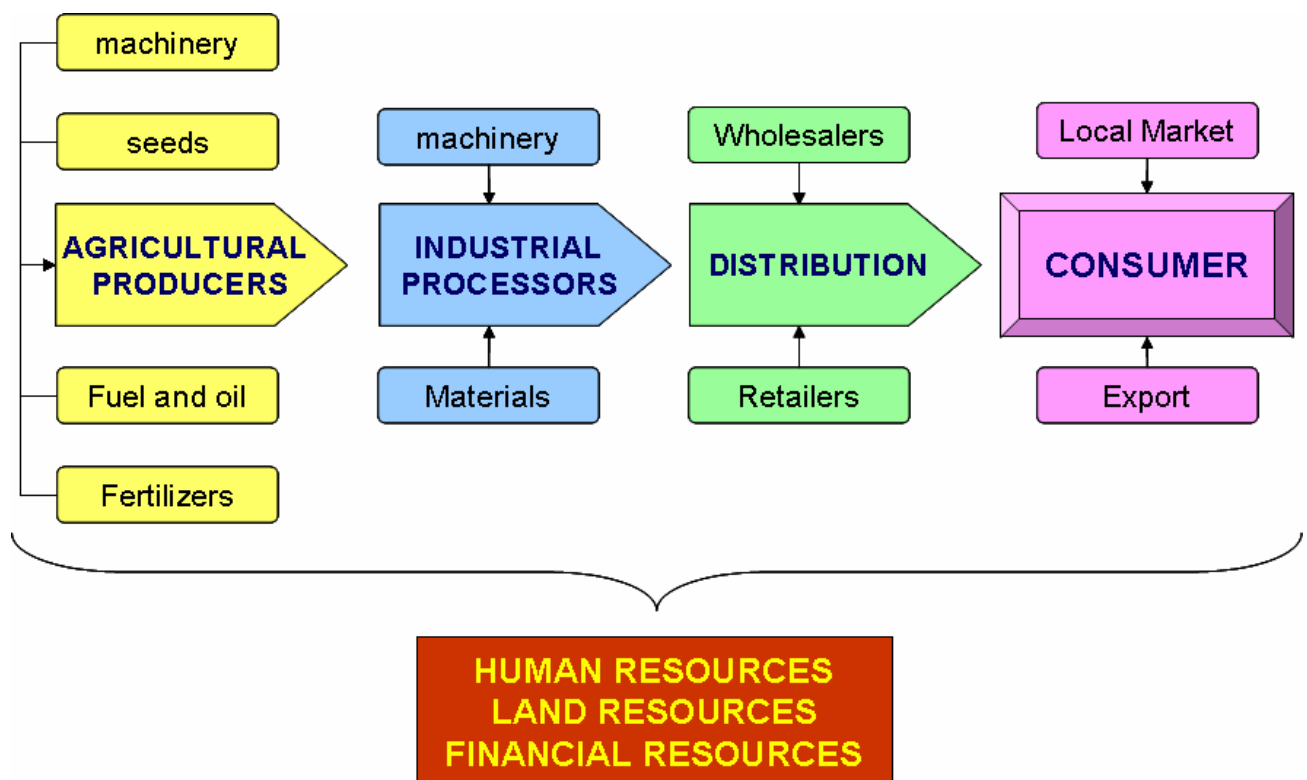 machinery
seeds
machinery
Wholesalers
Local Market
AGRICULTURAL
PRODUCERS
INDUSTRIAL
PROCESSORS
DISTRIBUTION
CONSUMER
Fuel and oil
Materials
Retailers
Export
Fertilizers
HUMAN RESOURCES
LAND RESOURCES
FINANCIAL RESOURCES